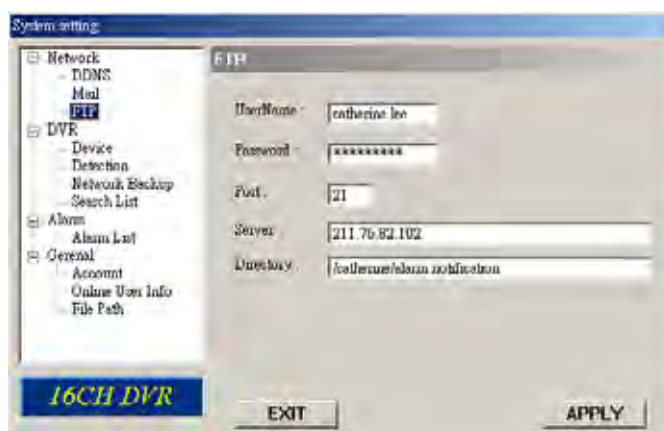 System setting
Network
DDNS
Mail
FTP
DVR
Device
Detection
Network Backup
Search List
Alarm
Alarm List
Gerenal
Account
Online User Info
File Path
16CH DVR
FTP
UserName :
catherine lee
Password :
*********
Port :
21
Server
211.76.82.102
Directory :
/catherine/alarm notification
EXIT
APPLY